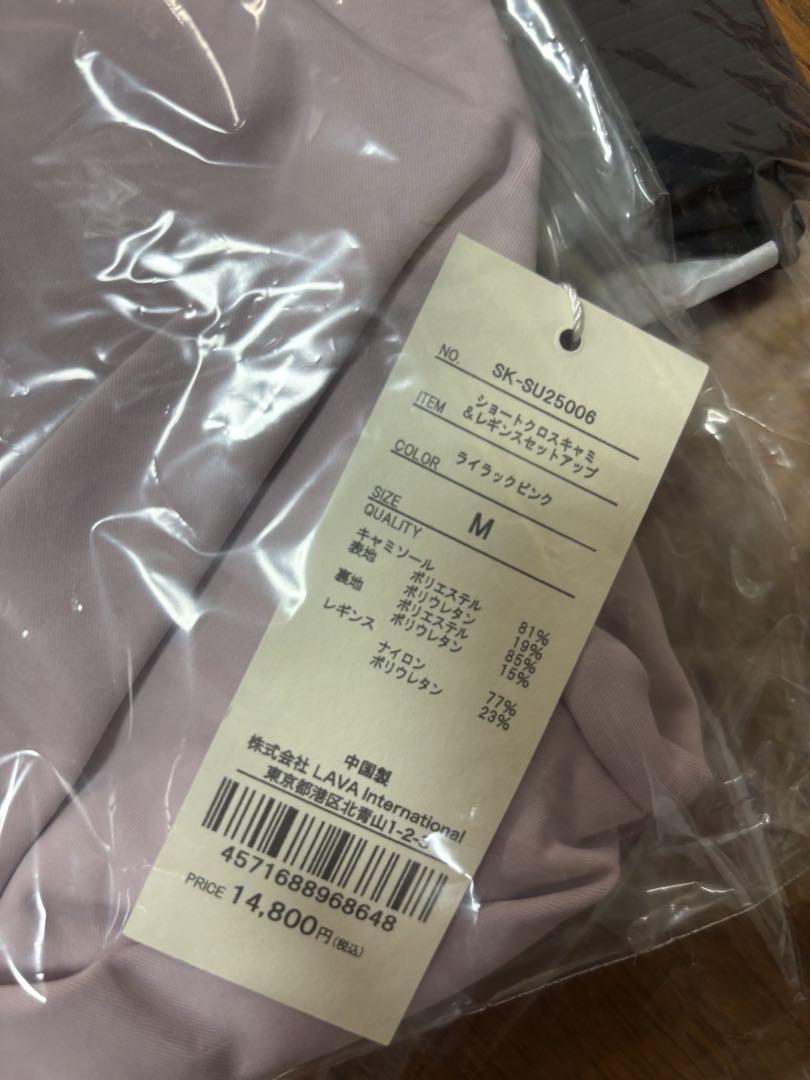 NO. SK-SU25006
ITEM ショートクロスキャミ
&レギンスセットアップ
COLOR ライラックピンク
SIZE M
QUALITY
キャミソール
表地 ポリエステル 81%
ポリウレタン 19%
裏地 ポリエステル 85%
ポリウレタン 15%
レギンス
ナイロン 77%
ポリウレタン 23%
中国製
株式会社 LAVA International
東京都港区北青山1-2-3
4571688968648
PRICE 14,800円(税込)